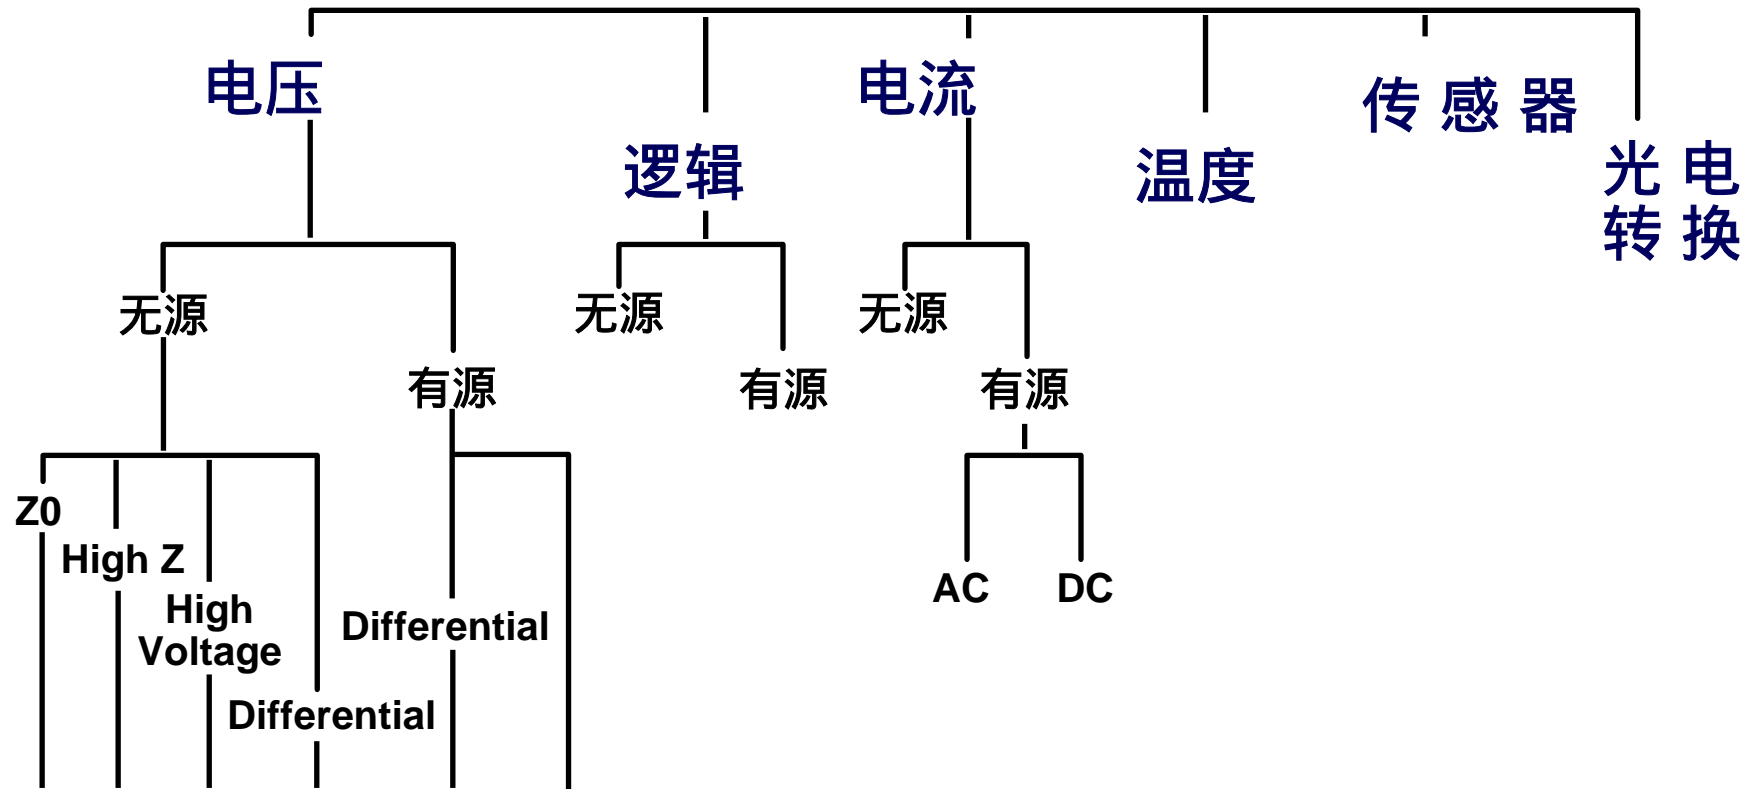 电压
电流
传 感 器
逻辑
温度
光 电
转 换
无源
无源
无源
有源
有源
有源
Z0
High Z
High
Voltage
Differential
Differential
AC
DC